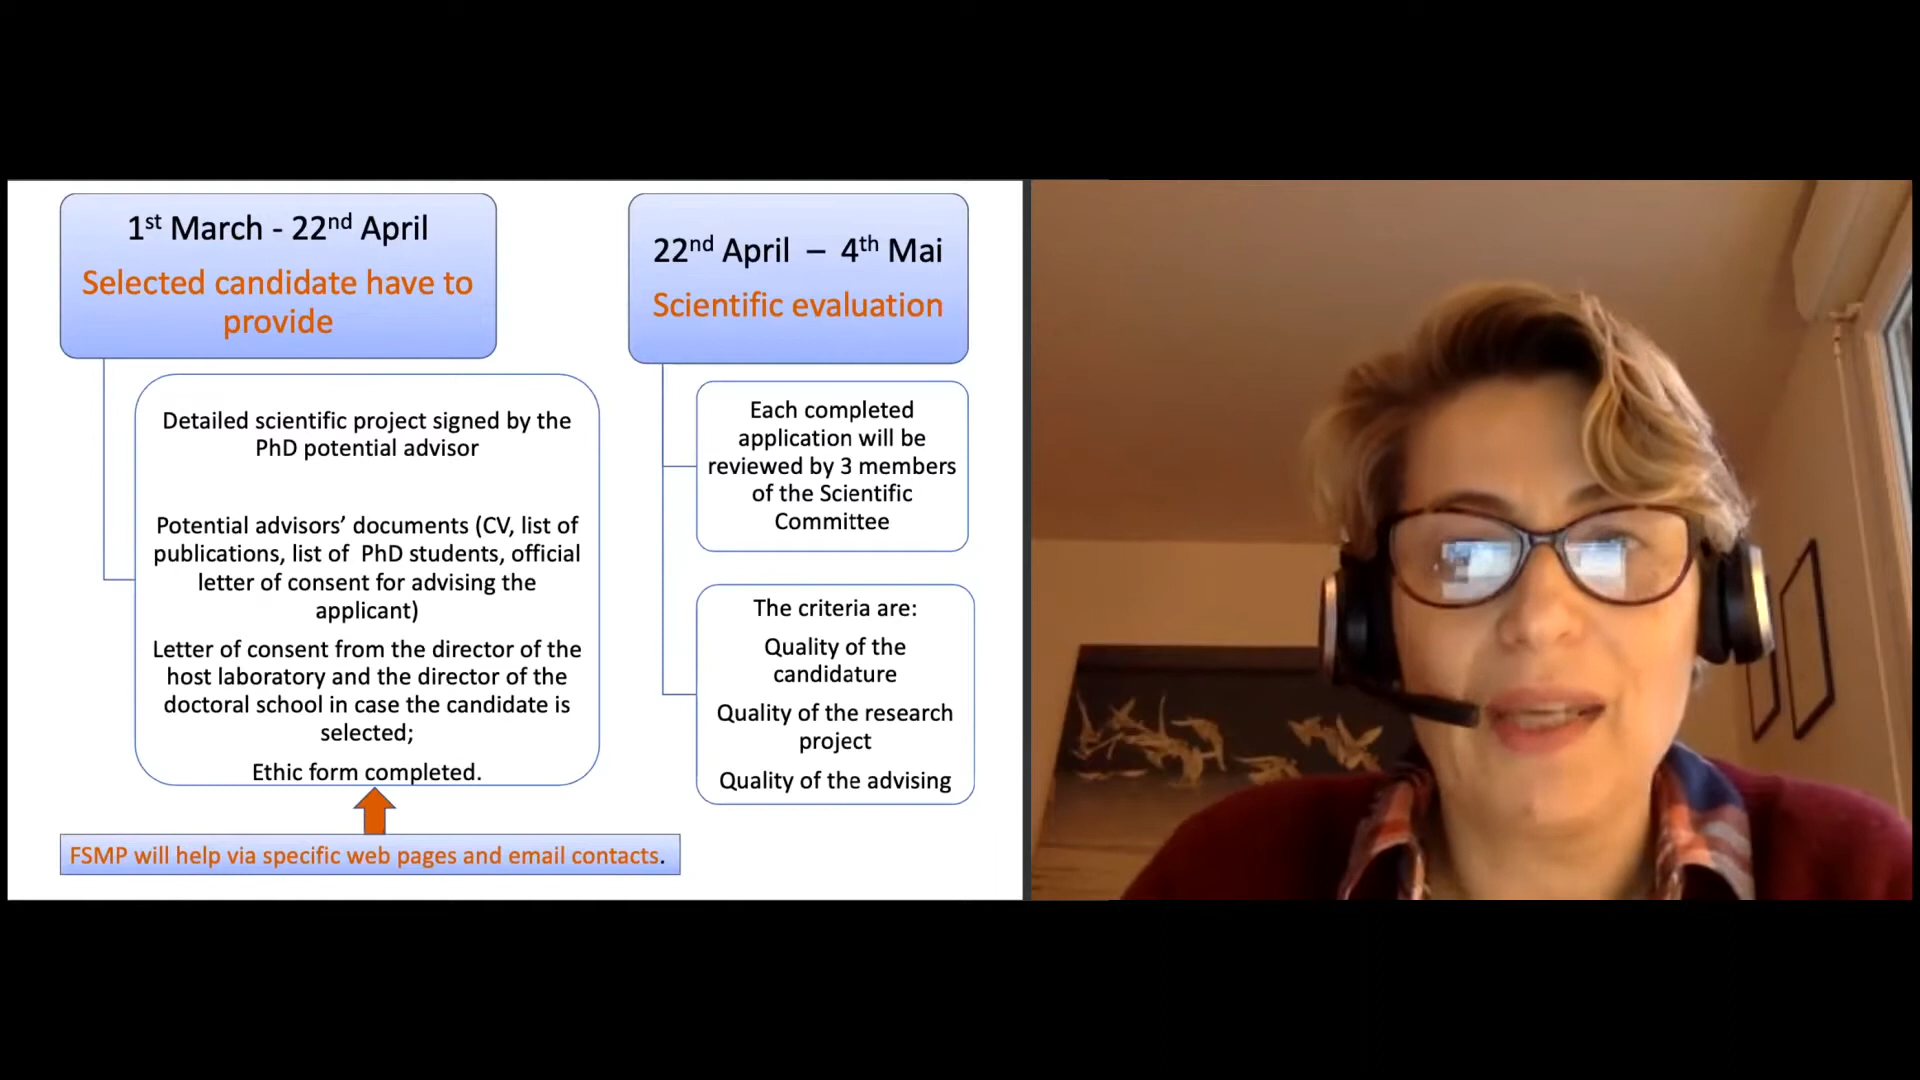 1st March - 22nd April
Selected candidate have to
provide
Detailed scientific project signed by the
PhD potential advisor
Potential advisors’ documents (CV, list of
publications, list of PhD students, official
letter of consent for advising the
applicant)
Letter of consent from the director of the
host laboratory and the director of the
doctoral school in case the candidate is
selected;
Ethic form completed.
FSMP will help via specific web pages and email contacts.
22nd April – 4th Mai
Scientific evaluation
Each completed
application will be
reviewed by 3 members
of the Scientific
Committee
The criteria are:
Quality of the
candidature
Quality of the research
project
Quality of the advising